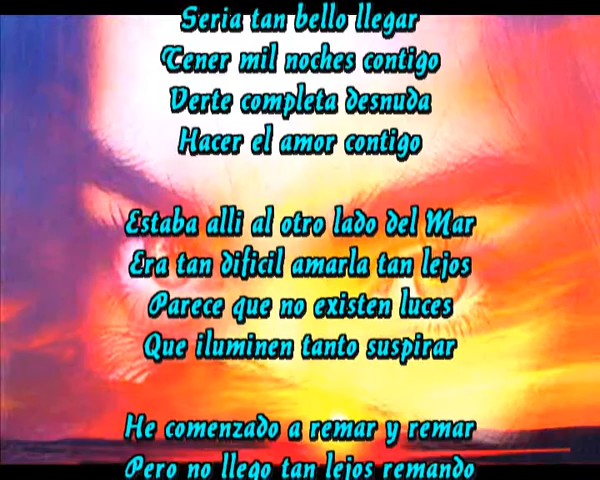 Seria tan bello llegar
Tener mil noches contigo
Verte completa desnuda
Hacer el amor contigo
Estaba alli al otro lado del Mar
Era tan dificil amarla tan lejos
Parece que no existen luces
Que iluminen tanto suspirar
He comenzado a remar y remar
Pero no llego tan lejos remando